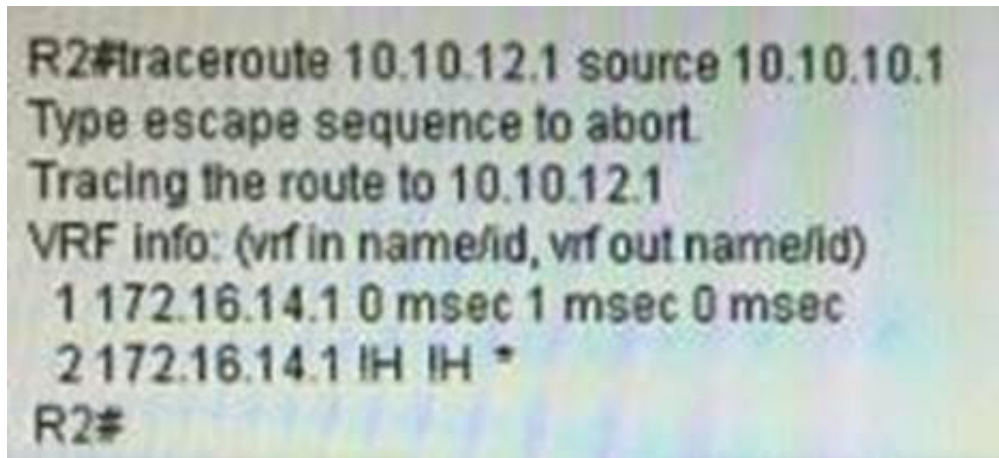 R2#traceroute 10.10.12.1 source 10.10.10.1
Type escape sequence to abort.
Tracing the route to 10.10.12.1
VRF info: (vrf in name/id, vrf out name/id)
1 172.16.14.1 0 msec 1 msec 0 msec
2 172.16.14.1 !H !H *
R2#